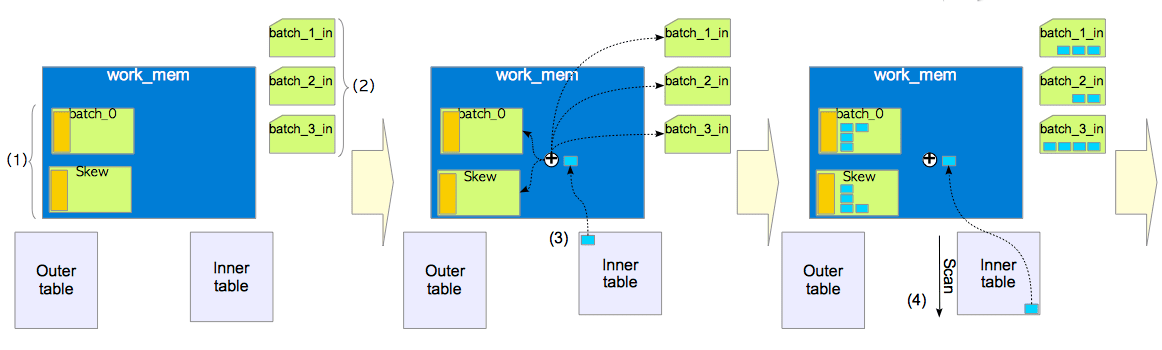 batch_1_in
work_mem
batch_2_in
(2)
batch_0
batch_3_in
(1)
Skew
Outer
table
Inner
table
batch_1_in
work_mem
batch_2_in
batch_0
batch_3_in
Skew
(3)
Outer
table
Inner
table
batch_1_in
work_mem
batch_2_in
batch_0
batch_3_in
Skew
Scan
(4)
Outer
table
Inner
table